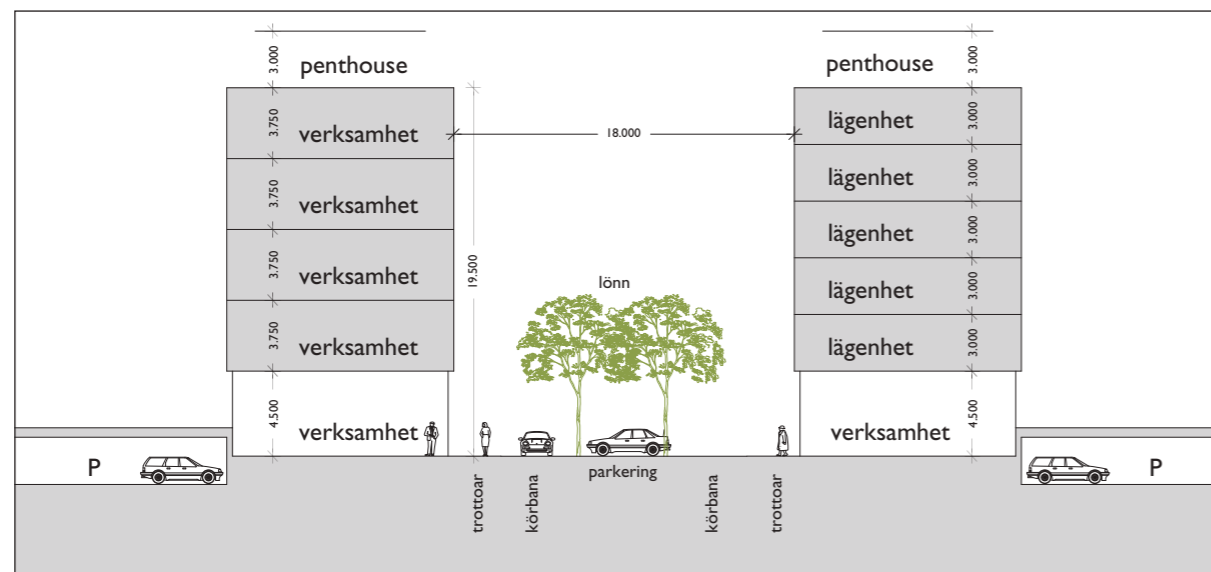 3.000
penthouse
penthouse
3.000
3.750
verksamhet
18.000
lägenhet
3.000
3.750
verksamhet
lägenhet
3.000
3.750
verksamhet
19.500
lägenhet
3.000
lönn
lägenhet
3.000
3.750
verksamhet
lägenhet
3.000
4.500
verksamhet
verksamhet
4.500
P
parkering
P
trottoar
körbana
körbana
trottoar